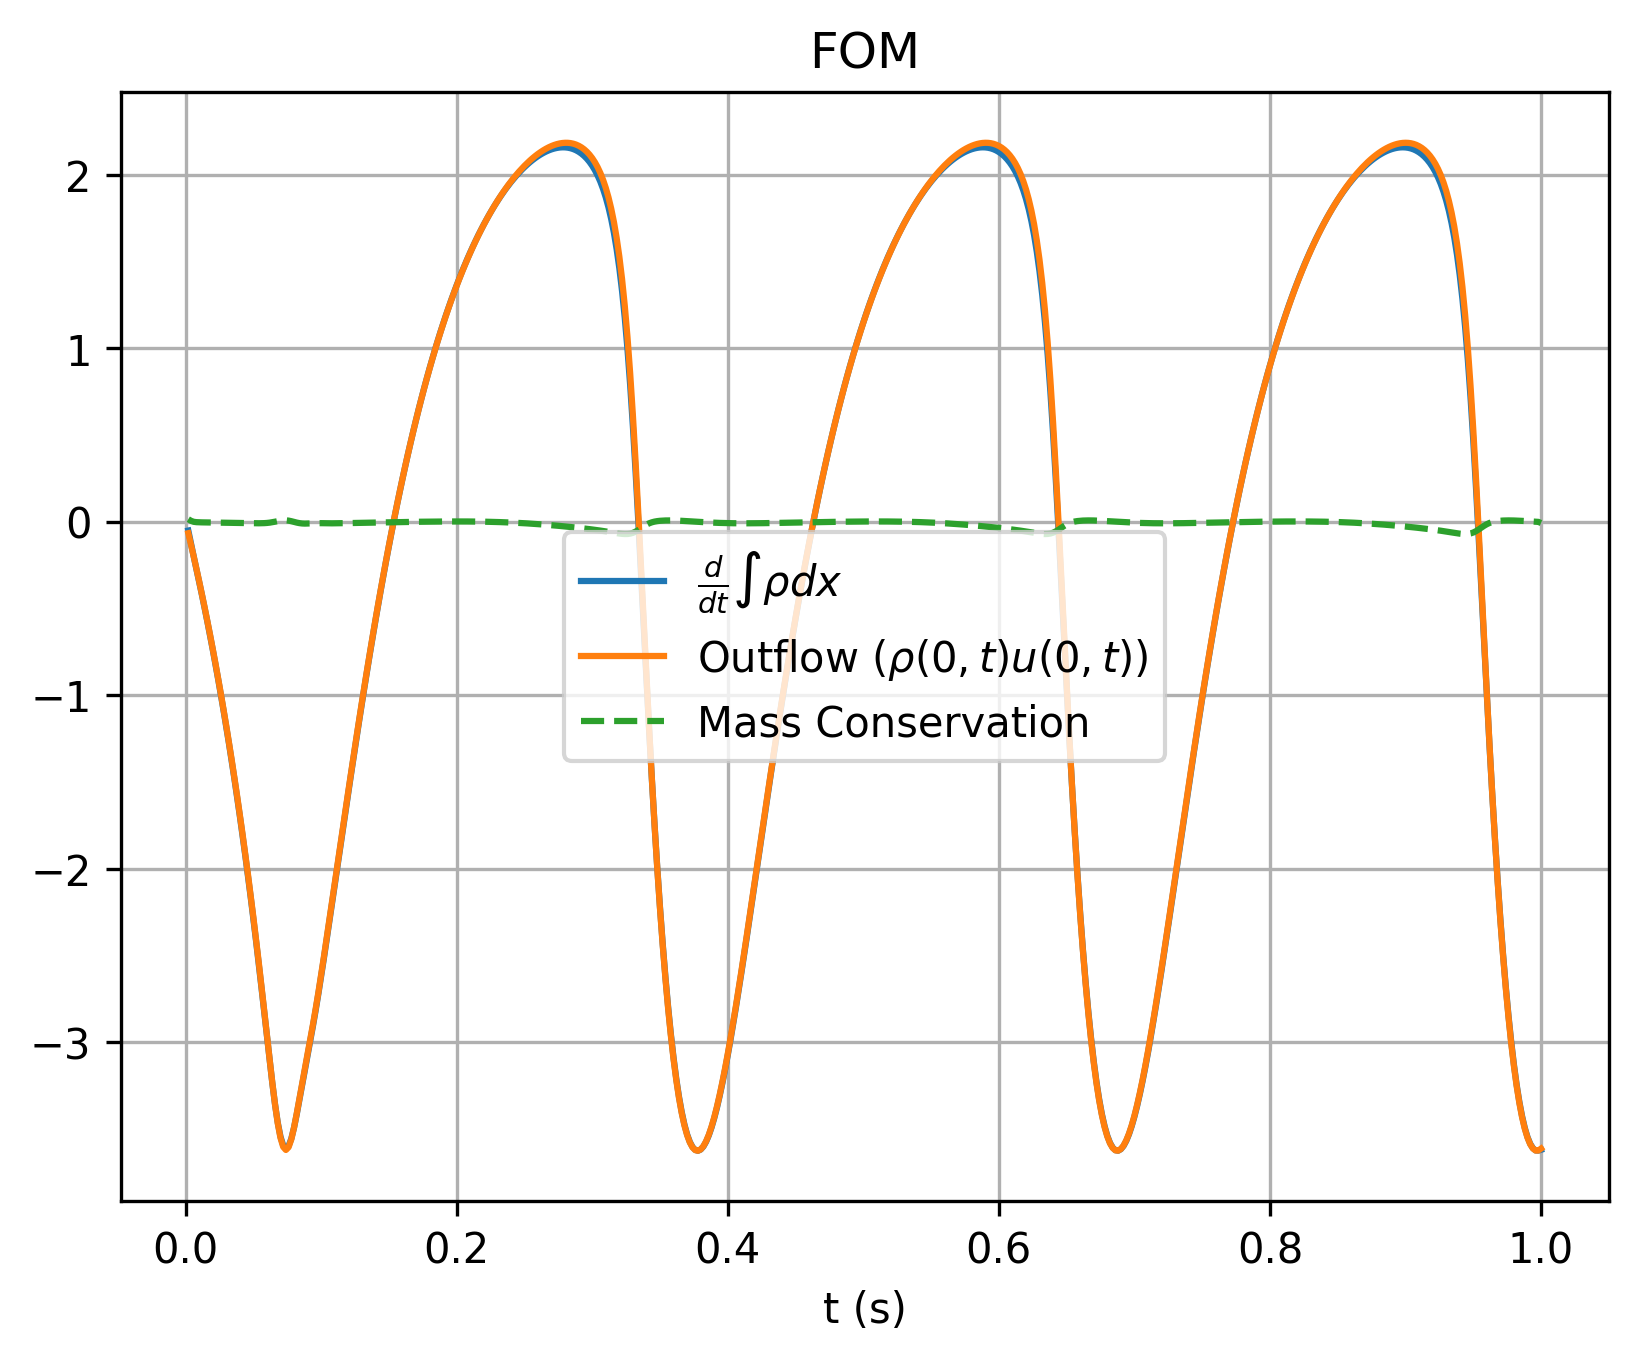 FOM
2
1
0
−1
−2
−3
d/dt ∫ρdx
Outflow (ρ(0, t)u(0, t))
Mass Conservation
0.0 0.2 0.4 0.6 0.8 1.0
t (s)